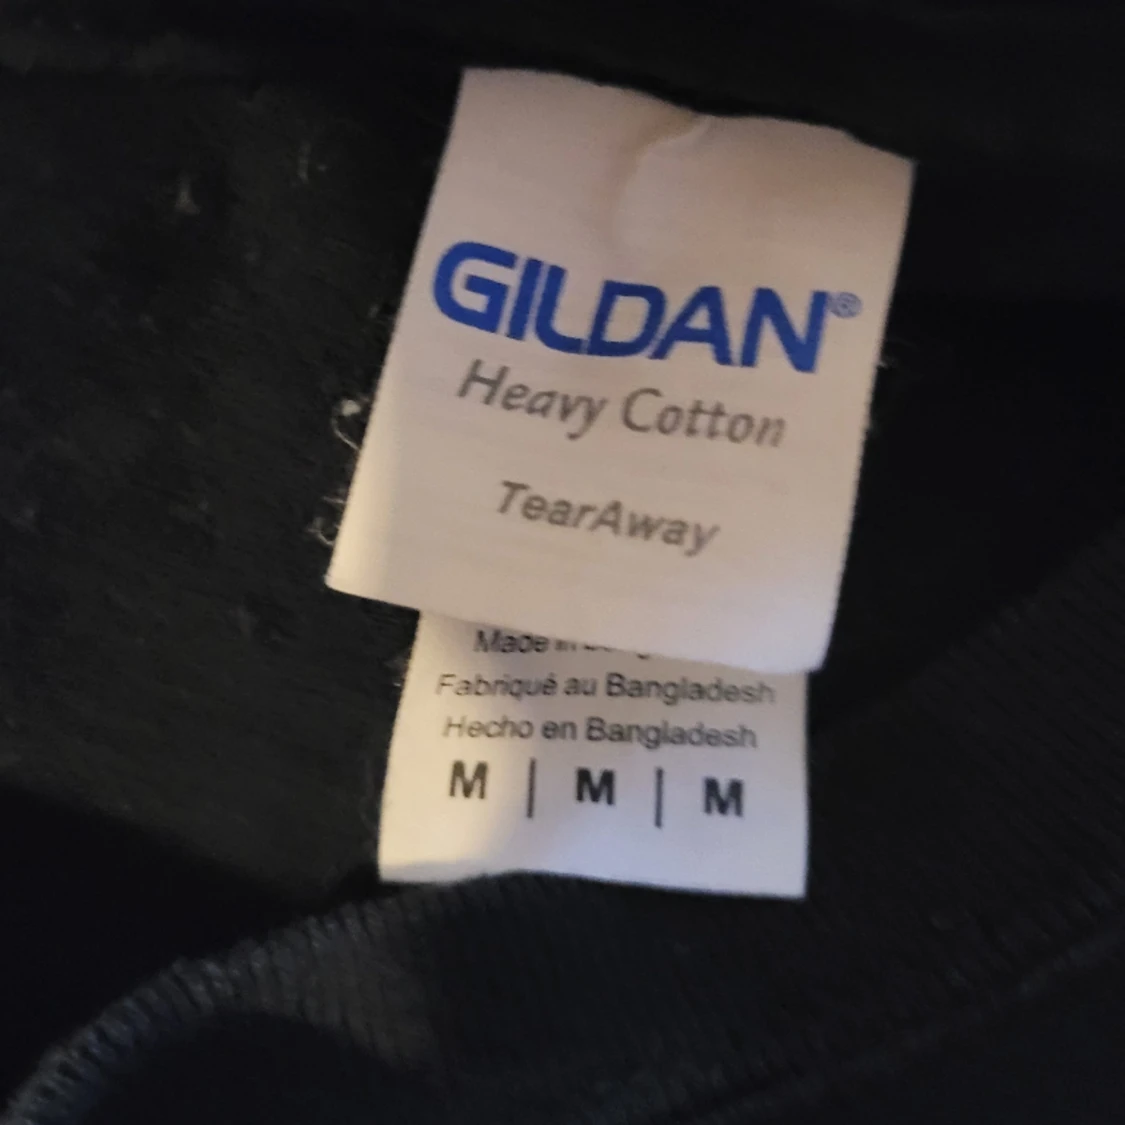 GILDAN®
Heavy Cotton
TearAway
Made in
Fabriqué au Bangladesh
Hecho en Bangladesh
M | M | M